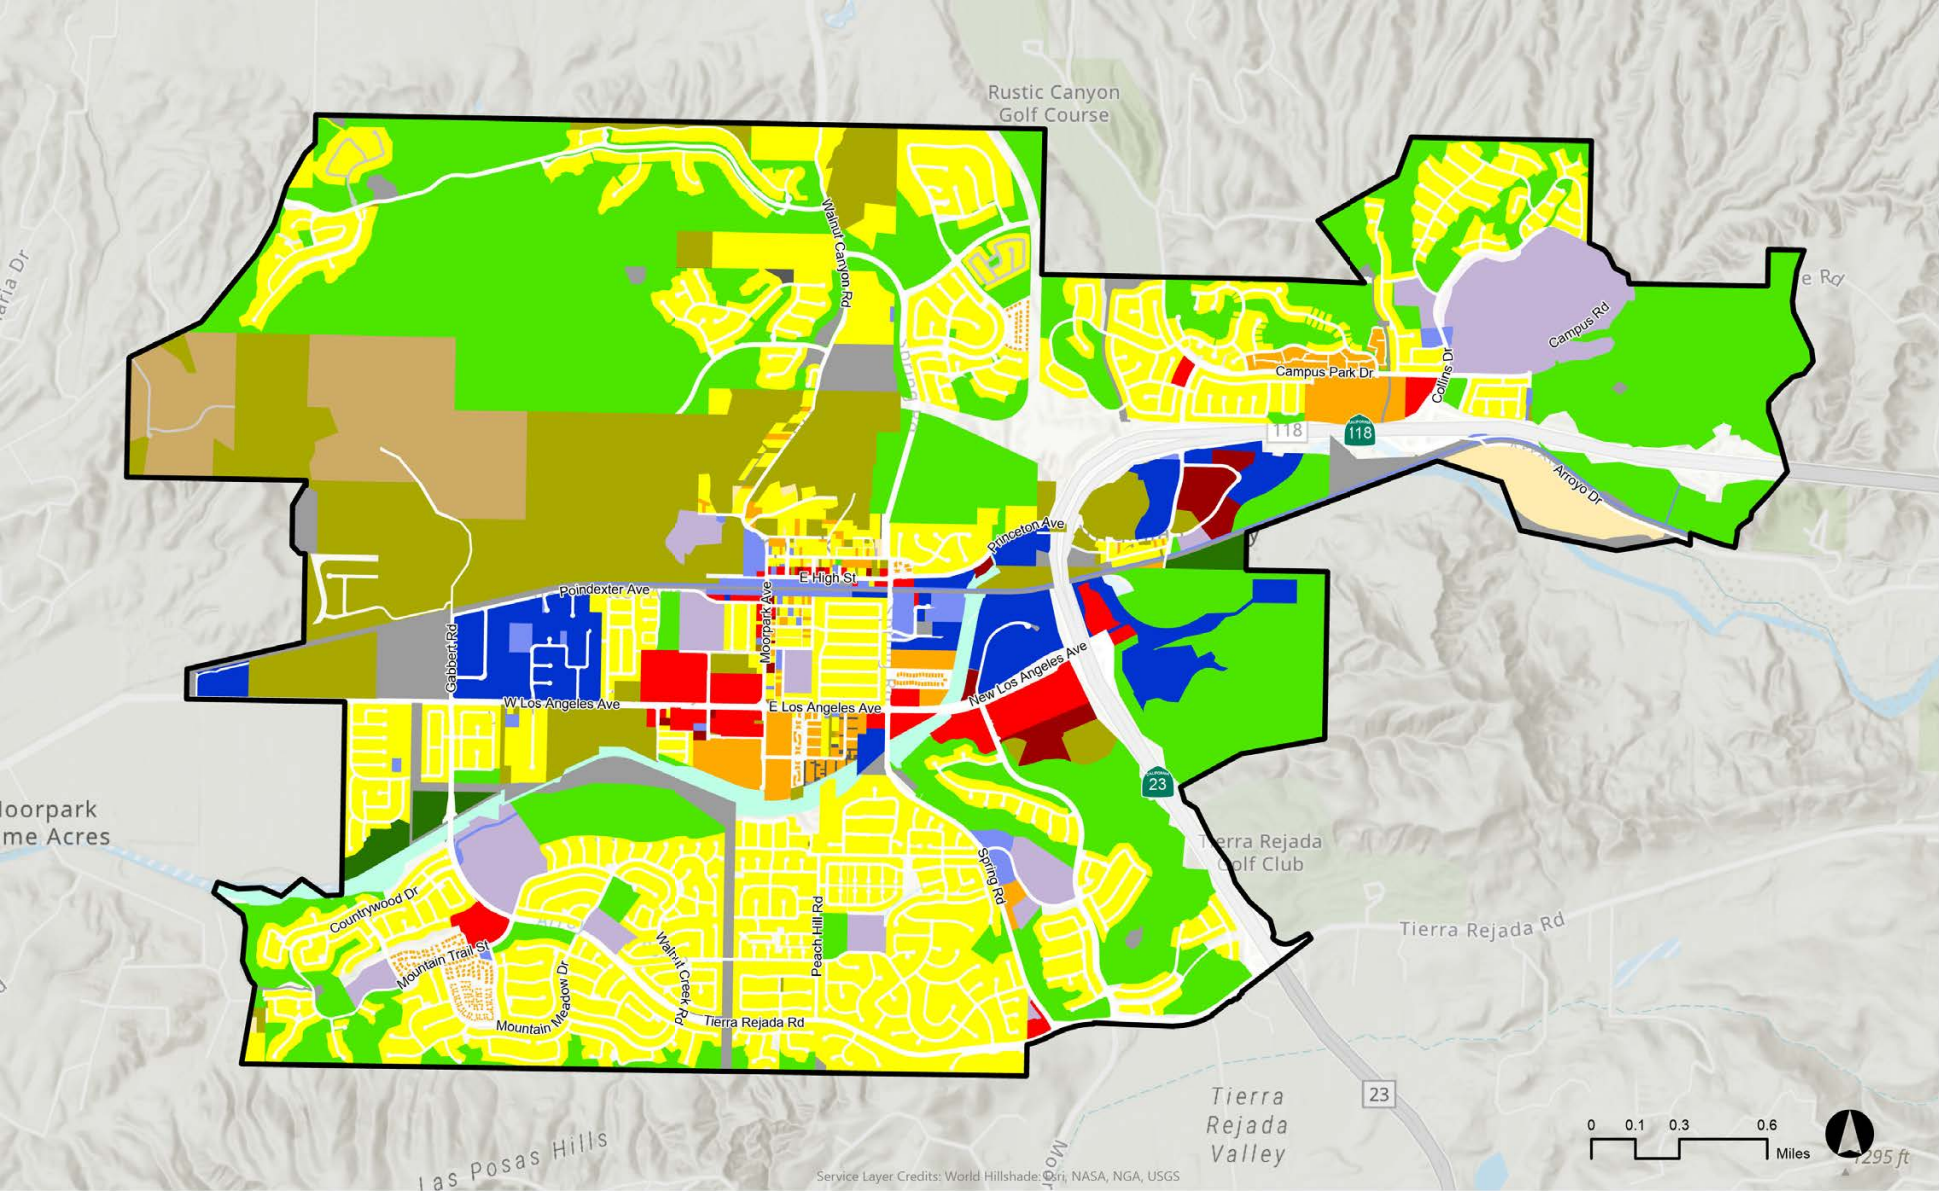 Rustic Canyon
Golf Course
Walnut Canyon Rd
Campus Rd
Campus Park Dr
Collins Dr
118
CALIFORNIA
118
Arroyo Dr
Princeton Ave
E High St
Poindexter Ave
Moorpark Ave
Gabbert Rd
New Los Angeles Ave
W Los Angeles Ave
E Los Angeles Ave
CALIFORNIA
23
Tierra Rejada
Golf Club
Spring Rd
Countrywood Dr
Peach Hill Rd
Tierra Rejada Rd
Mountain Trail St
Walnut Creek Rd
Mountain Meadow Dr
Tierra Rejada Rd
23
Tierra
Rejada
Valley
Las Posas Hills
0 0.1 0.3 0.6
Miles
1295 ft
Service Layer Credits: World Hillshade: Esri, NASA, NGA, USGS